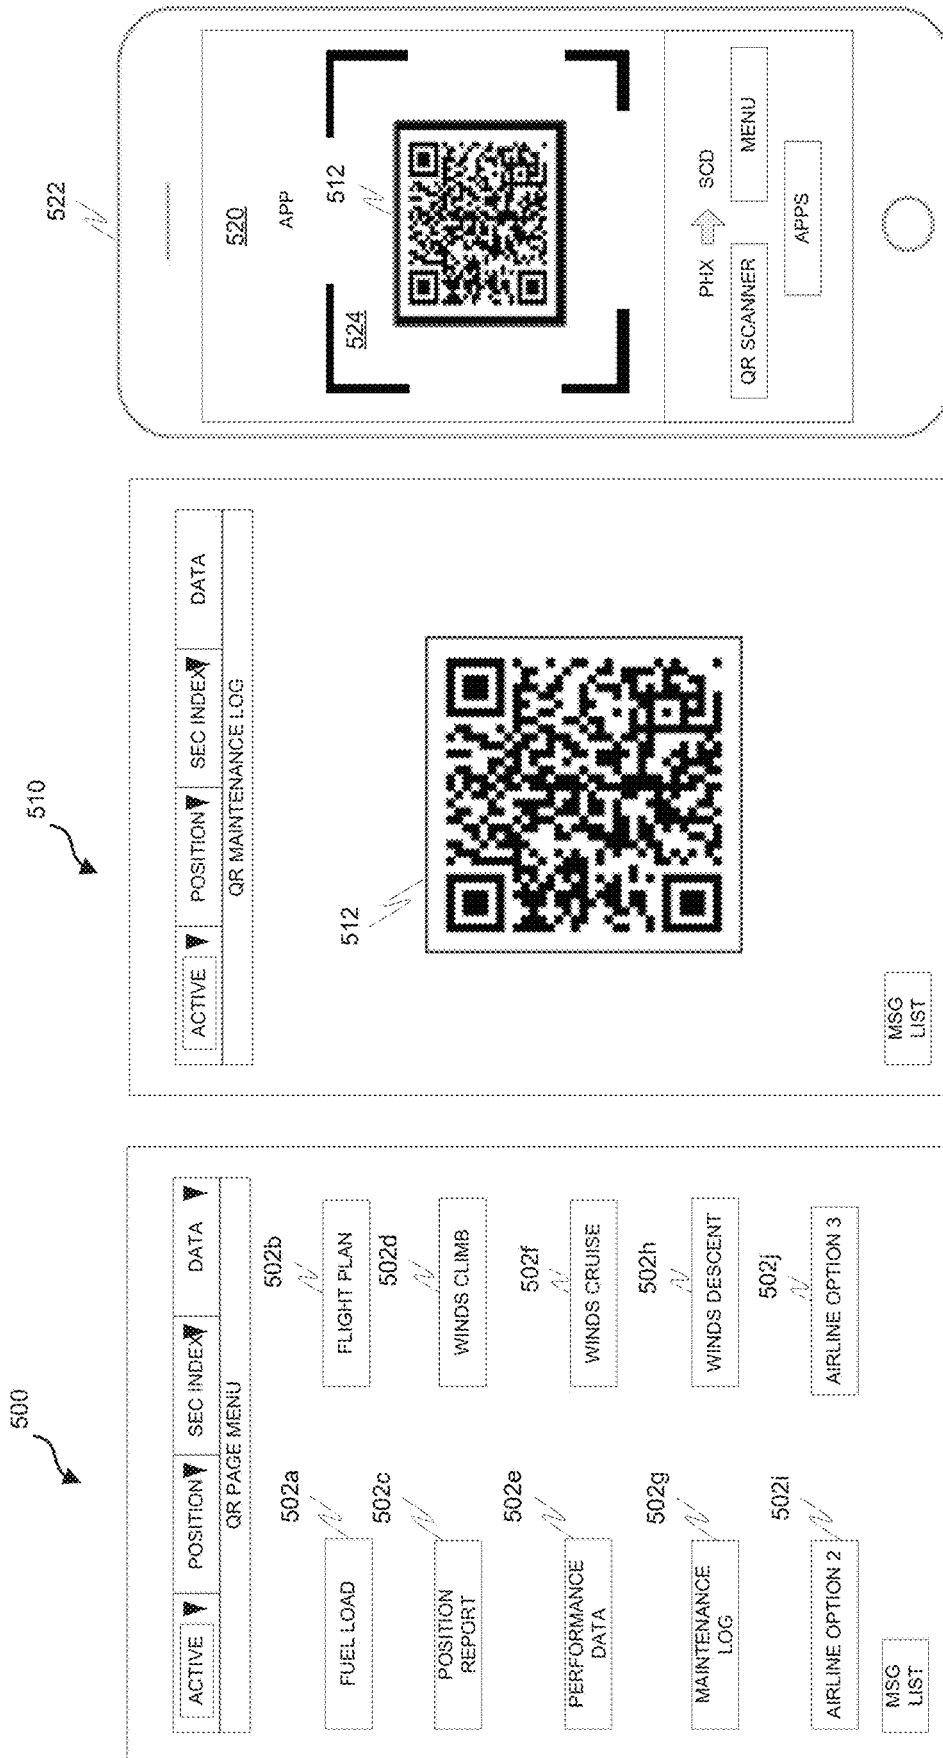 500
ACTIVE POSITION SEC INDEX DATA
QR PAGE MENU
502a
502b
FUEL LOAD
FLIGHT PLAN
502c
502d
POSITION
REPORT
WINDS CLIMB
502e
502f
PERFORMANCE
DATA
WINDS CRUISE
502g
502h
MAINTENANCE
LOG
WINDS DESCENT
502i
502j
AIRLINE OPTION 2
AIRLINE OPTION 3
MSG
LIST
510
ACTIVE POSITION SEC INDEX DATA
QR MAINTENANCE LOG
512
MSG
LIST
522
520
APP
524
512
PHX SCD
QR SCANNER
MENU
APPS